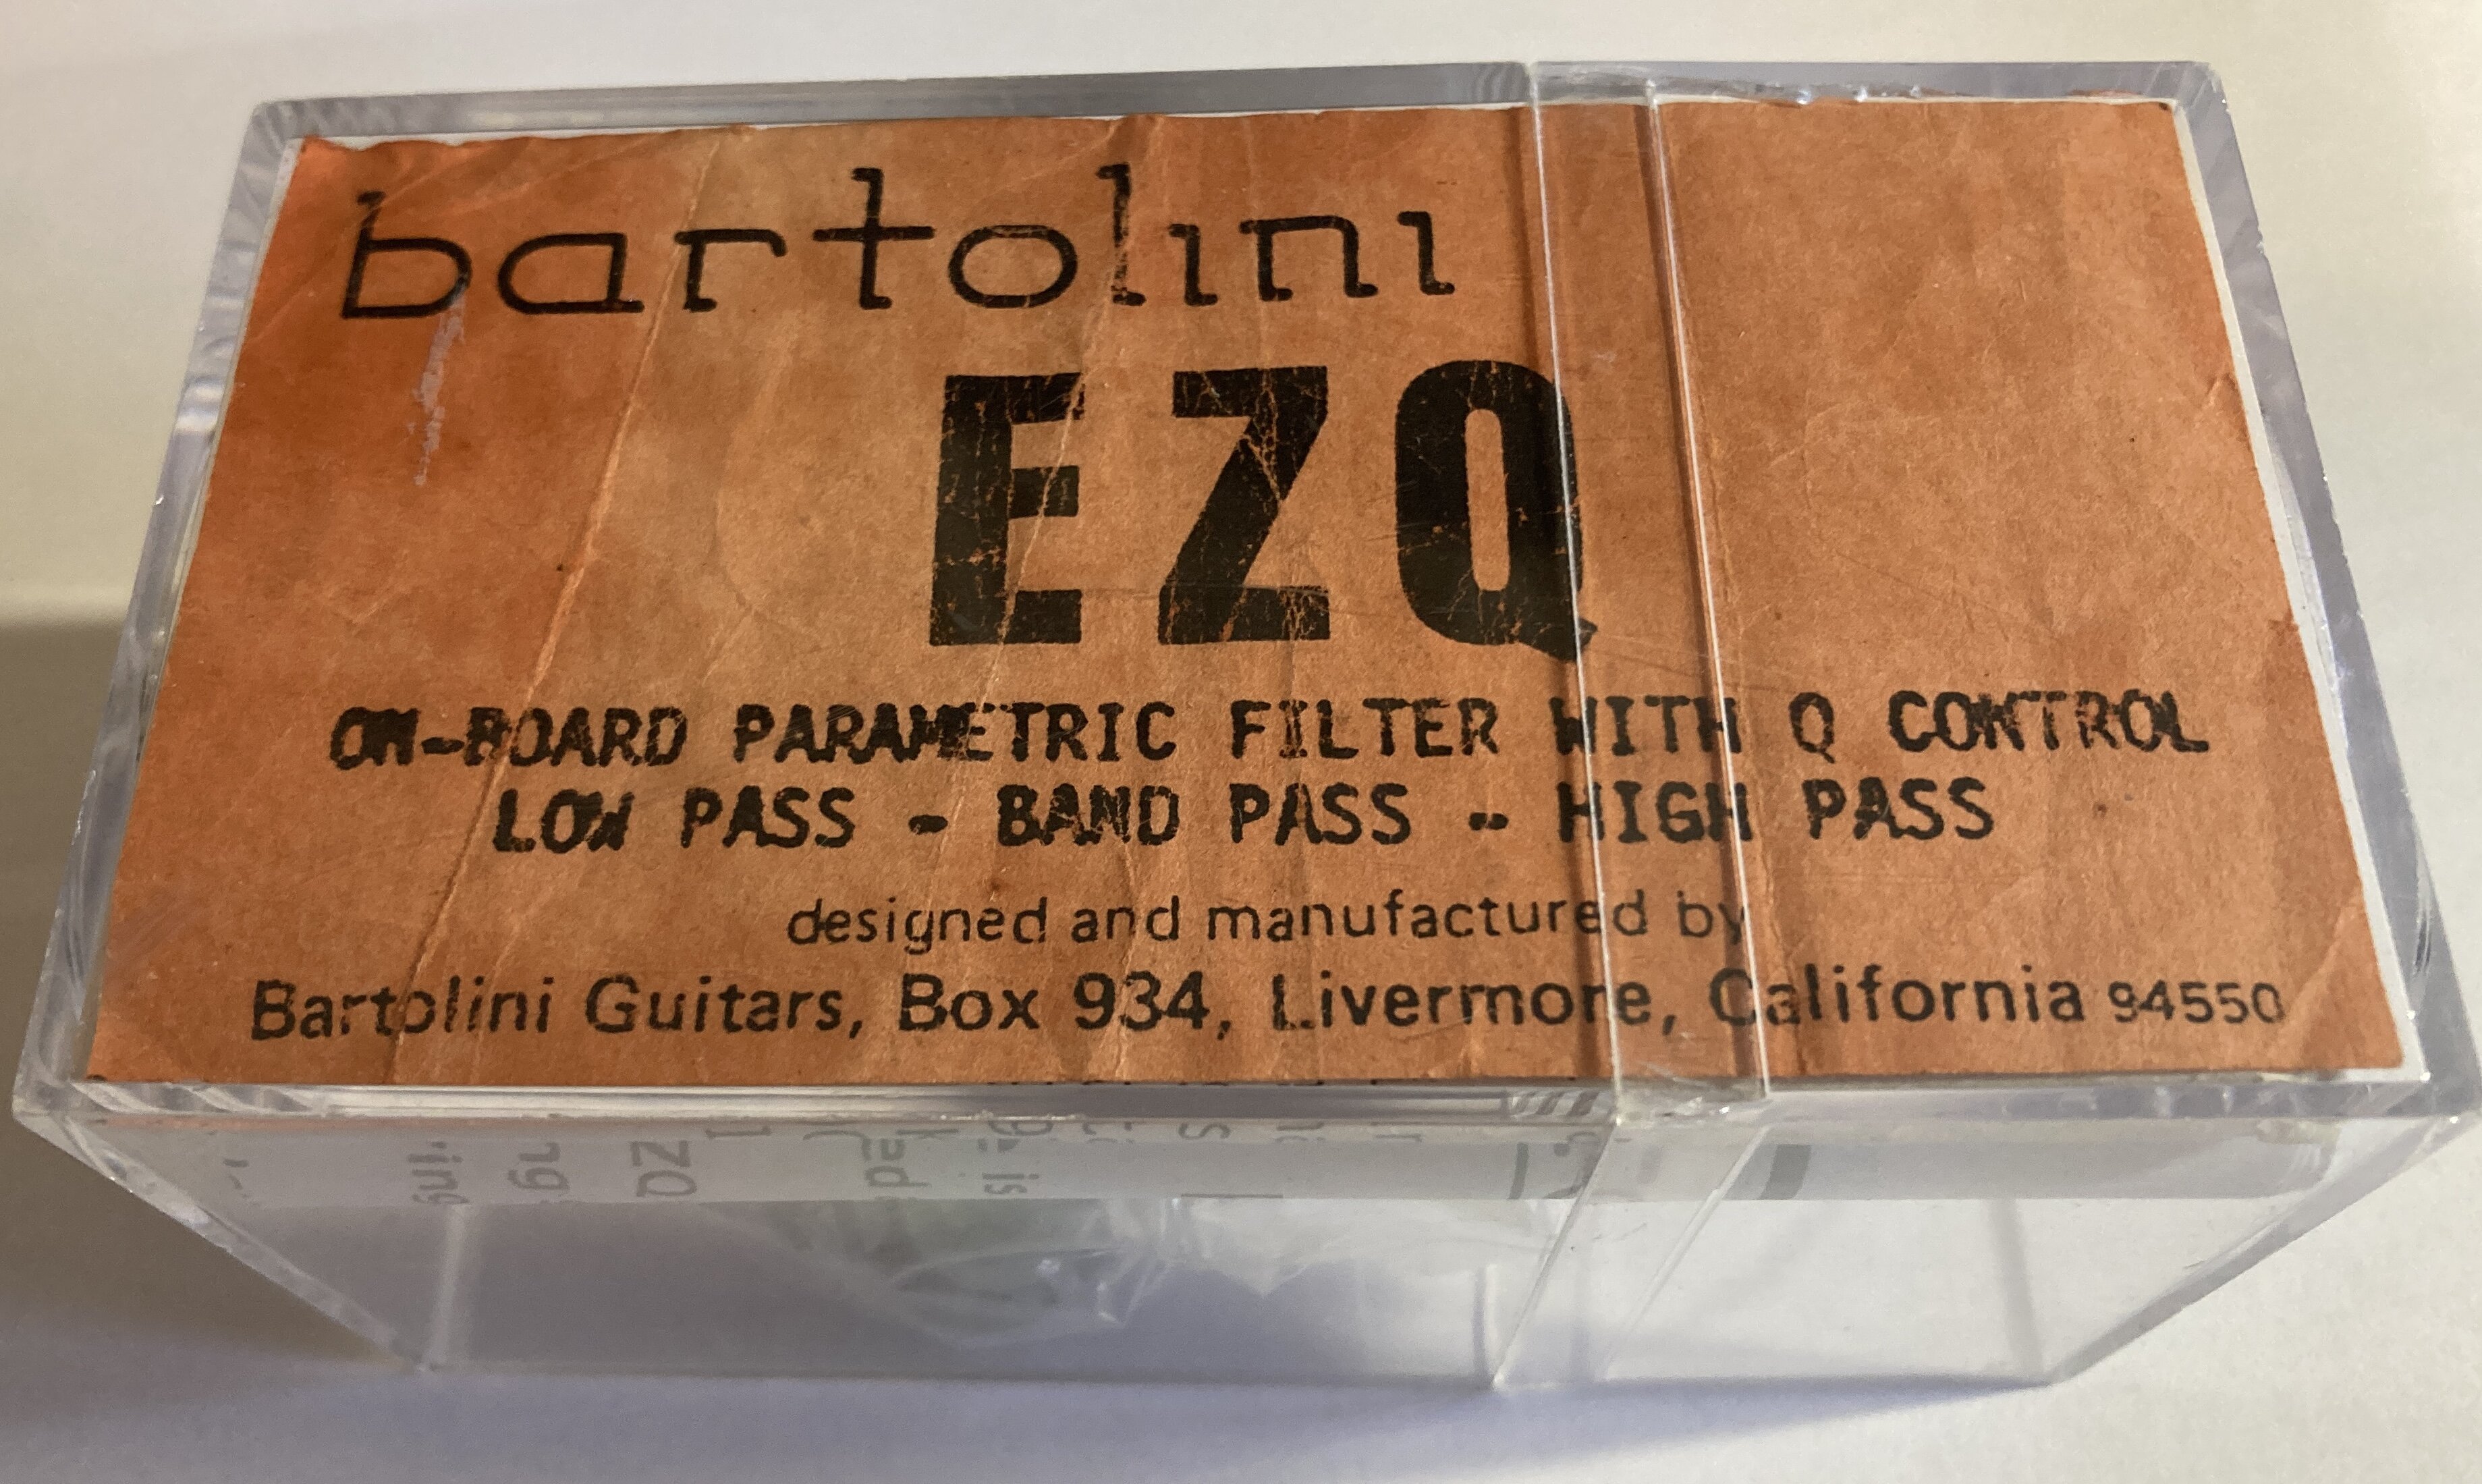 bartolini
EZQ
ON-BOARD PARAMETRIC FILTER WITH Q CONTROL
LOW PASS - BAND PASS - HIGH PASS
designed and manufactured by
Bartolini Guitars, Box 934, Livermore, California 94550